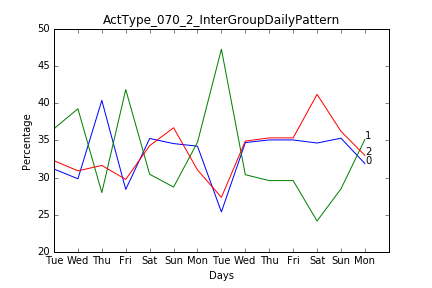 ActType_070_2_InterGroupDailyPattern
50
45
40
35
30
25
20
Percentage
1
2
0
Tue Wed Thu Fri Sat Sun Mon Tue Wed Thu Fri Sat Sun Mon
Days